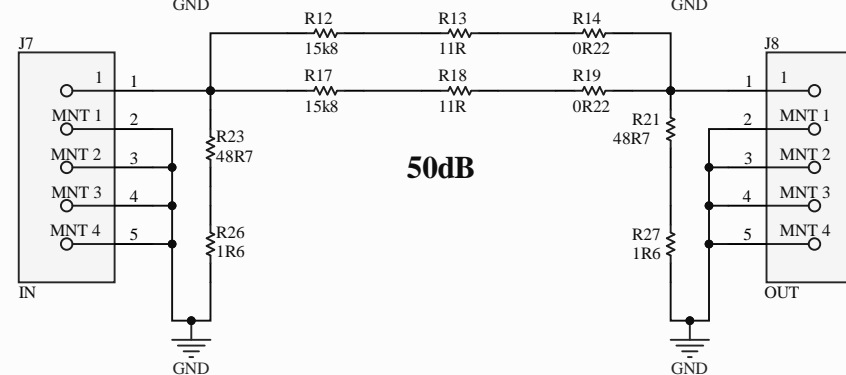 GND
GND
R12
R13
R14
15k8
11R
0R22
J7
J8
1
1
R17
R18
R19
1
1
15k8
11R
0R22
MNT 1
2
R23
48R7
R21
48R7
2
MNT 1
50dB
MNT 2
3
3
MNT 2
MNT 3
4
4
MNT 3
MNT 4
5
R26
1R6
R27
1R6
5
MNT 4
IN
OUT
GND
GND